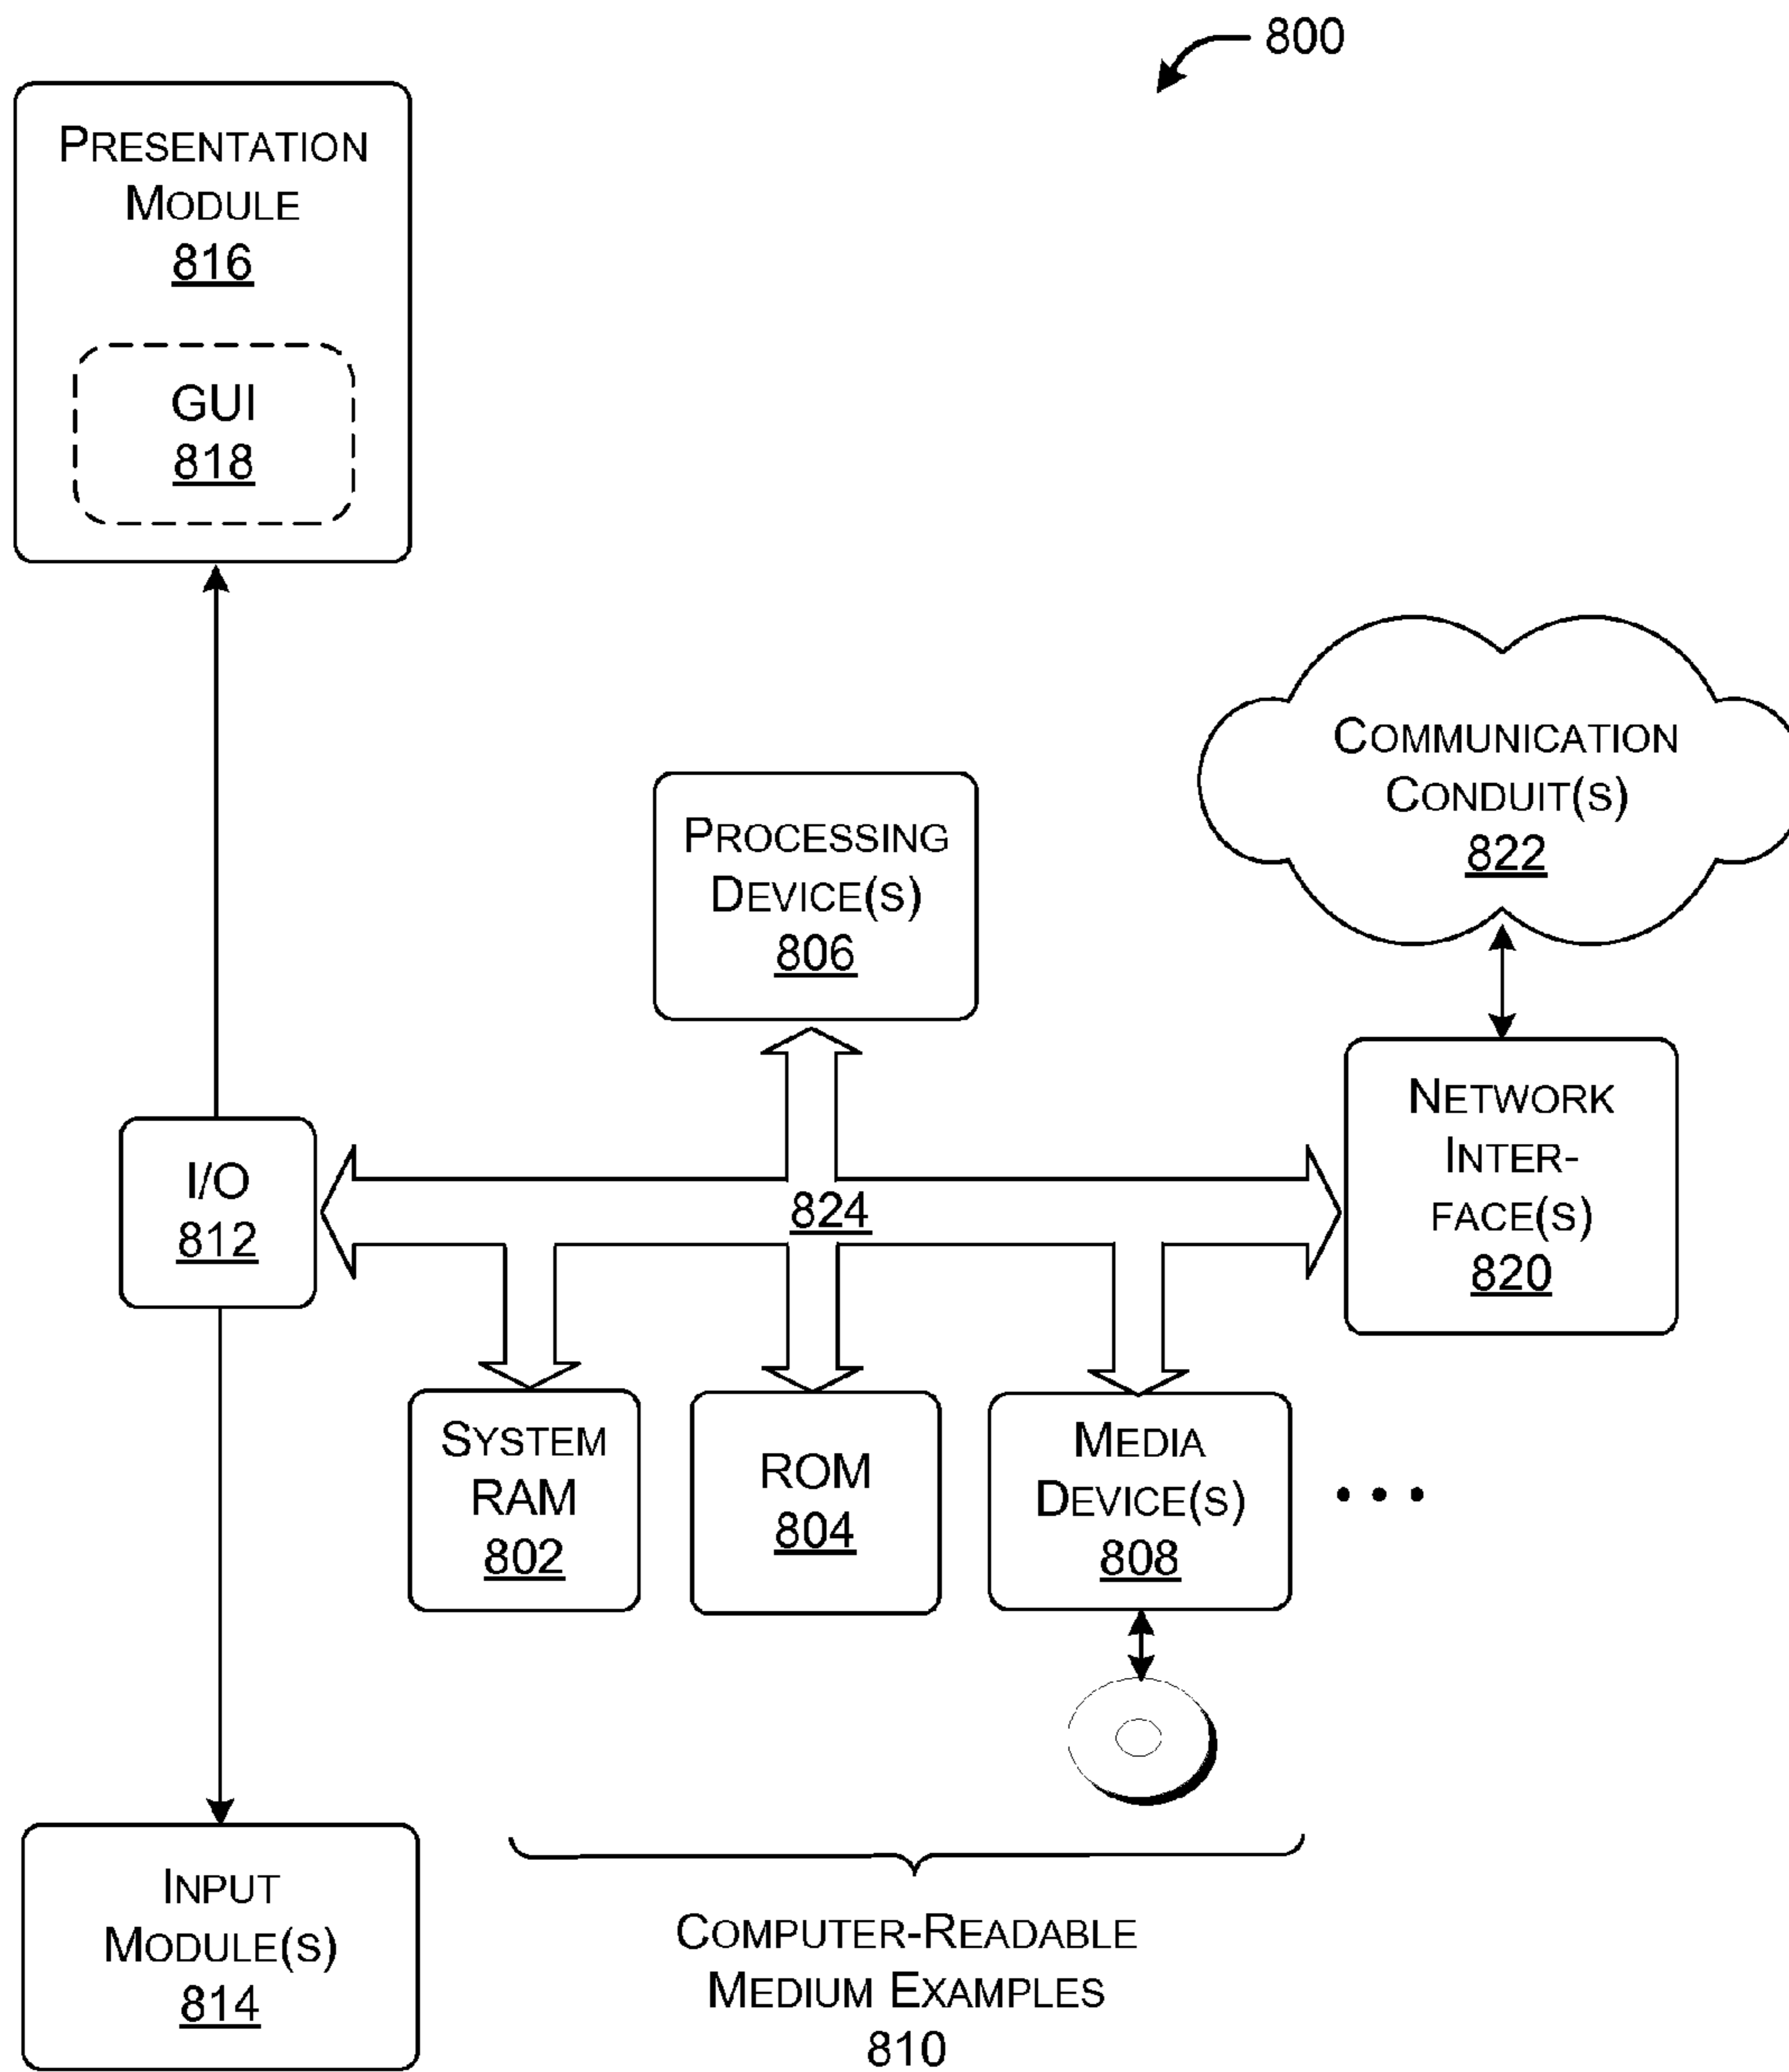 800
PRESENTATION
MODULE
816
GUI
818
COMMUNICATION
CONDUIT(S)
822
PROCESSING
DEVICE(S)
806
NETWORK
INTER-
FACE(S)
820
I/O
812
824
SYSTEM
RAM
802
ROM
804
MEDIA
DEVICE(S)
808
• • •
INPUT
MODULE(S)
814
COMPUTER-READABLE
MEDIUM EXAMPLES
810